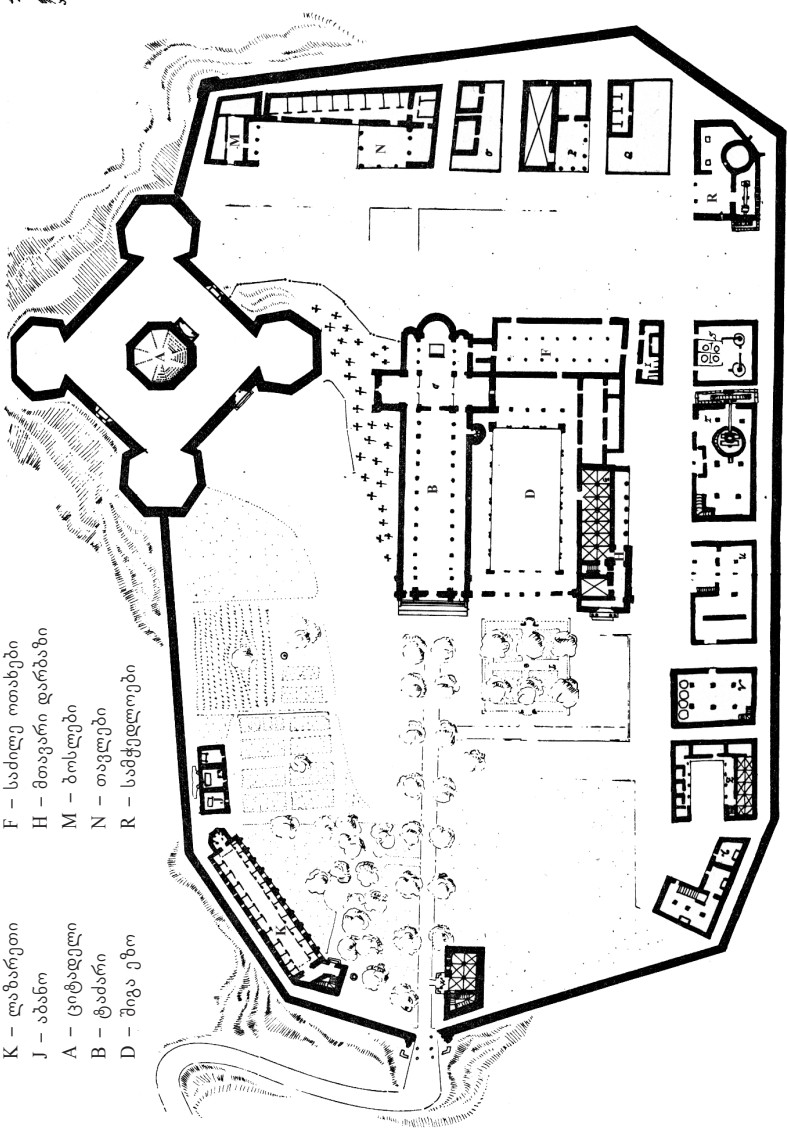 K – ლაზარეთი
J – აბანო
A – ციტადელი
B – ტაძარი
D – შიგა ეზო
F – საძილე ოთახები
H – მთავარი დარბაზი
M – ბოსლები
N – თავლები
R – სამჭედლოები
A
M
N
R
F
B
D
K